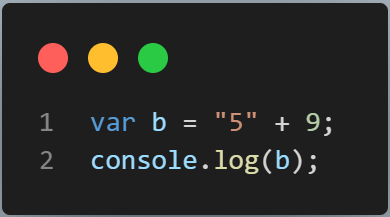 1 var b = "5" + 9;
2 console.log(b);